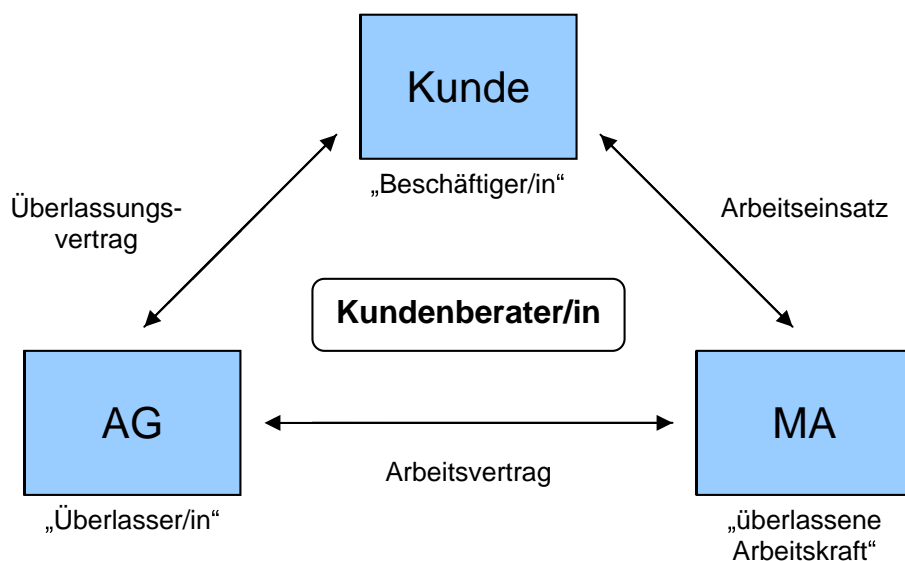 Kunde
„Beschäftiger/in“
Überlassungs-
vertrag
Arbeitseinsatz
Kundenberater/in
AG
MA
Arbeitsvertrag
„Überlasser/in“
„überlassene
Arbeitskraft“